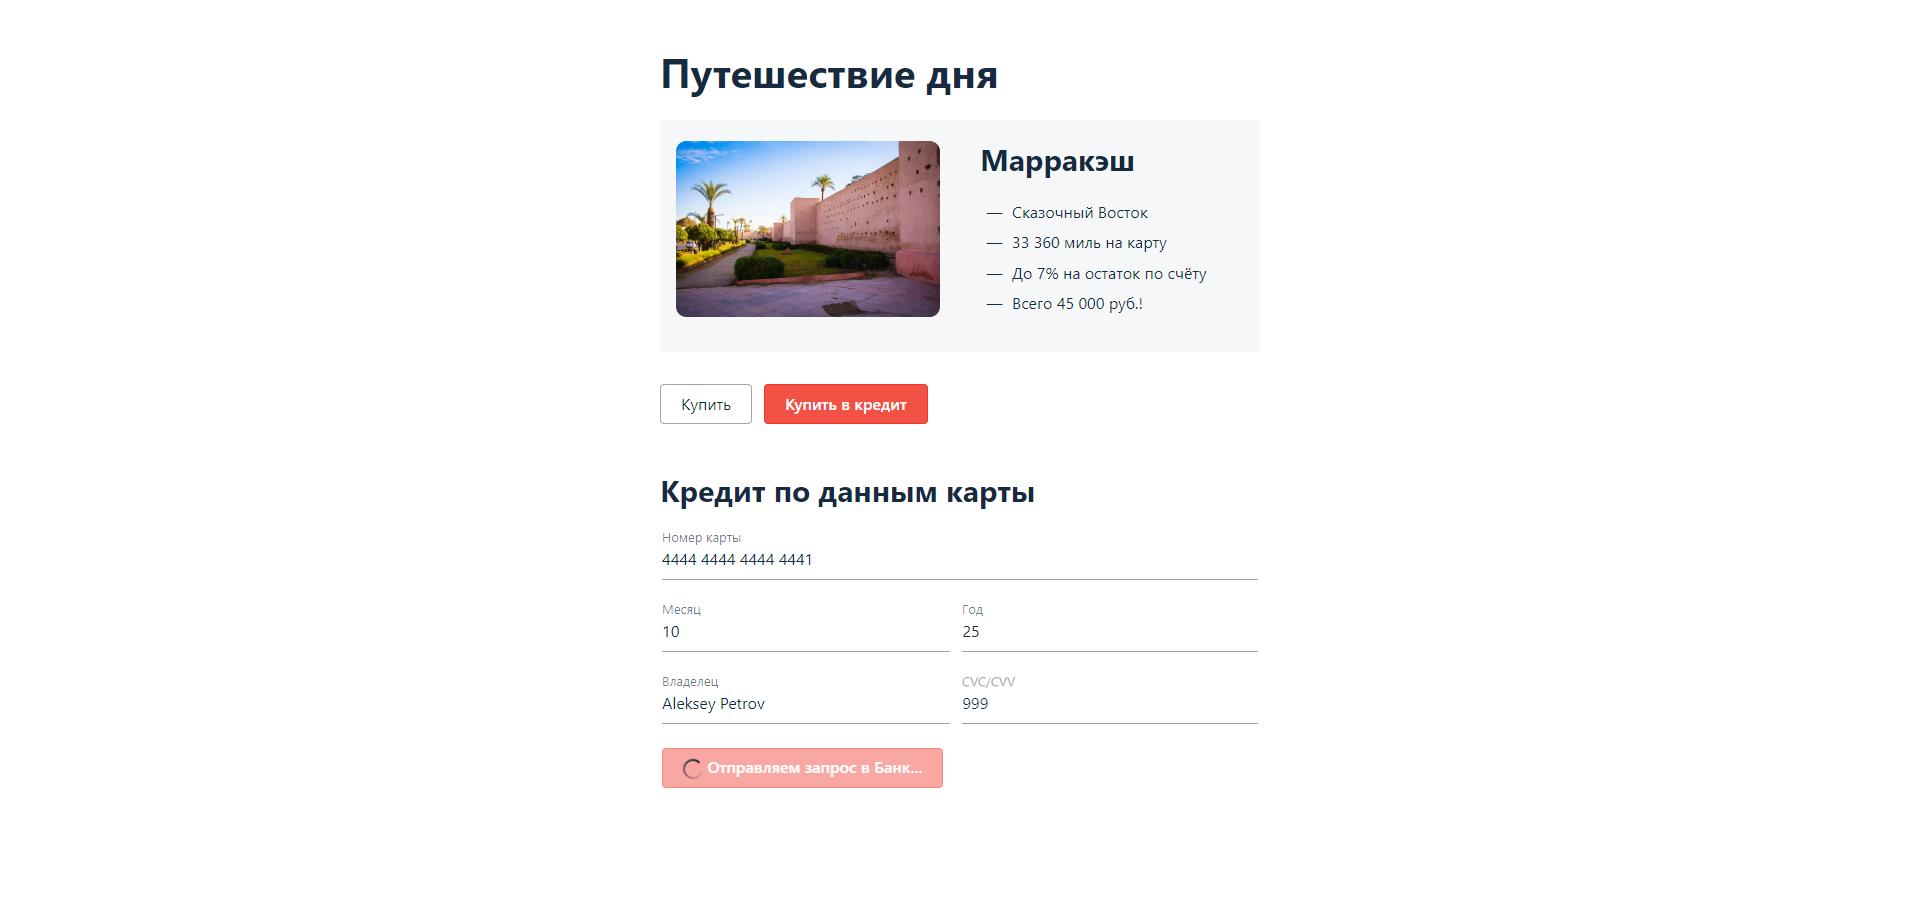 Путешествие дня
Марракэш
— Сказочный Восток
— 33 360 миль на карту
— До 7% на остаток по счёту
— Всего 45 000 руб.!
Купить
Купить в кредит
Кредит по данным карты
Номер карты
4444 4444 4444 4441
Месяц
Год
10
25
Владелец
CVC/CVV
Aleksey Petrov
999
Отправляем запрос в Банк...